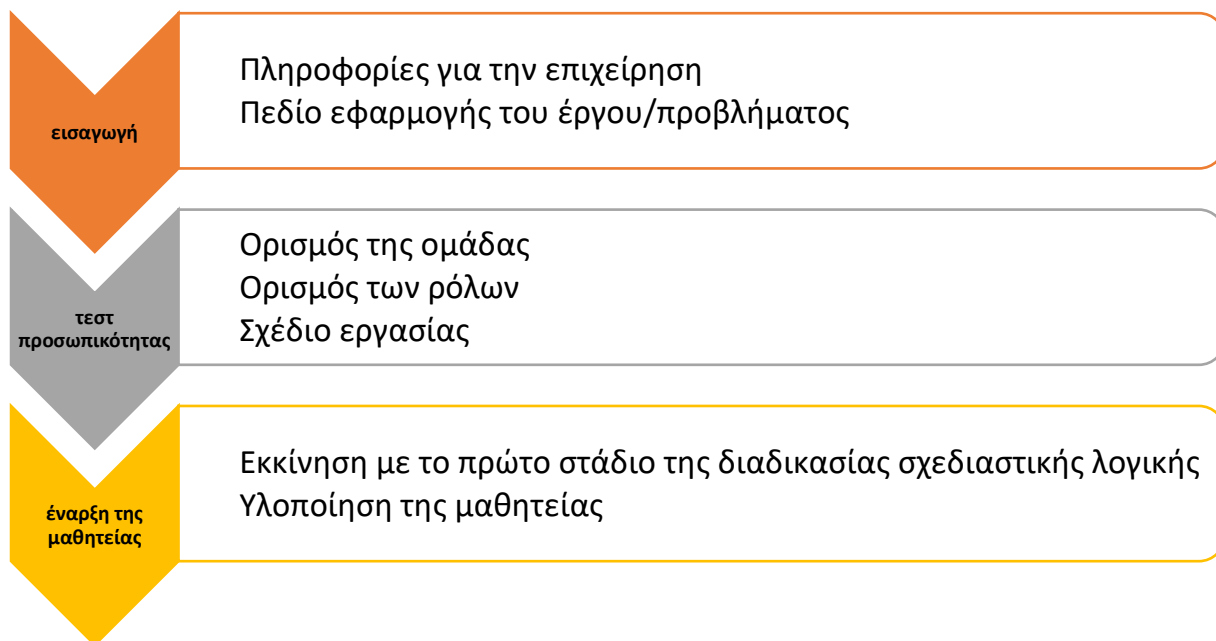 εισαγωγή
Πληροφορίες για την επιχείρηση
Πεδίο εφαρμογής του έργου/προβλήματος
τεστ
προσωπικότητας
Ορισμός της ομάδας
Ορισμός των ρόλων
Σχέδιο εργασίας
έναρξη της
μαθητείας
Εκκίνηση με το πρώτο στάδιο της διαδικασίας σχεδιαστικής λογικής
Υλοποίηση της μαθητείας